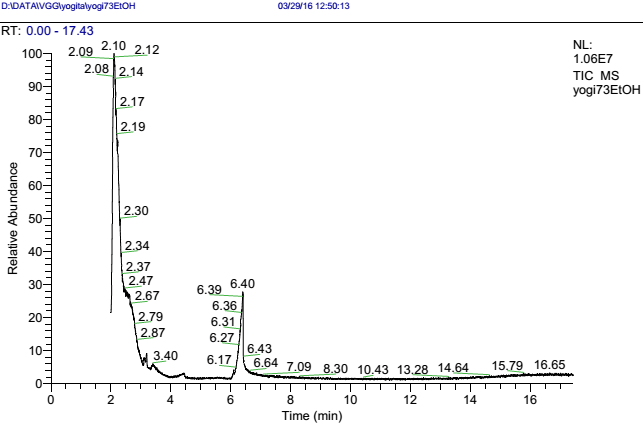 D:\DATA\VGG\yogita\yogi73EtOH 03/29/16 12:50:13
RT: 0.00 - 17.43
NL:
1.06E7
TIC MS
yogi73EtOH
2.10
2.09 2.12
2.08 2.14
2.17
2.19
2.30
2.34
2.37
2.47
2.67
2.79
2.87
3.40
6.39 6.40
6.36
6.31
6.27
6.17 6.43
6.64 7.09 8.30 10.43 13.28 14.64 15.79 16.65
100
90
80
70
60
50
40
30
20
10
0
Relative Abundance
0 2 4 6 8 10 12 14 16
Time (min)